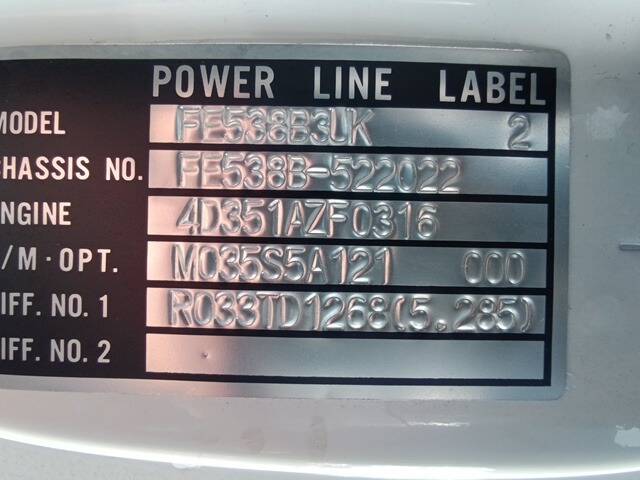 POWER LINE LABEL
MODEL FE538B3UK 2
CHASSIS NO. FE538B-522022
ENGINE 4D351AZF0316
/M·OPT. M035S5A121 000
IFF. NO. 1 R033TD1268(5.285)
IFF. NO. 2